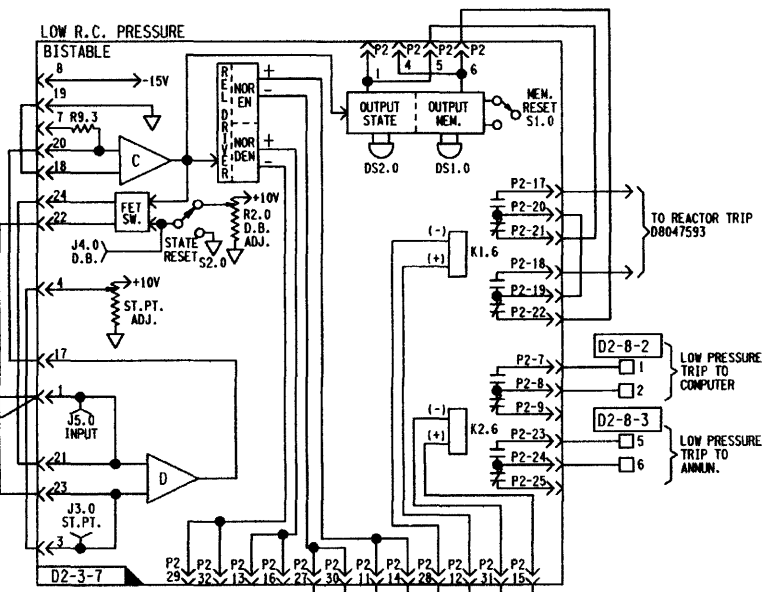 LOW R.C. PRESSURE
BISTABLE
8
-15V
19
7 R9.3
20
18
C
24
22
FET
SW.
J4.0
D.B.
STATE
RESET
S2.0
+10V
R2.0
D.B.
ADJ.
4
+10V
ST.PT.
ADJ.
17
1
J5.0
INPUT
21
23
D
J3.0
ST.PT.
3
D2-3-7
REL DRIVER
NOR
EN
NOR
DEN
+
-
+
-
P2
1
P2
4
P2
5
P2
6
OUTPUT
STATE
OUTPUT
MEM.
MEM.
RESET
S1.0
DS2.0
DS1.0
P2-17
P2-20
P2-21
P2-18
P2-19
P2-22
TO REACTOR TRIP
D8047593
(-)
(+)
K1.6
P2-7
P2-8
P2-9
D2-8-2
1
2
LOW PRESSURE
TRIP TO
COMPUTER
(-)
(+)
K2.6
P2-23
P2-24
P2-25
D2-8-3
5
6
LOW PRESSURE
TRIP TO
ANNUN.
P2
29
P2
32
P2
13
P2
16
P2
27
P2
30
P2
11
P2
14
P2
28
P2
12
P2
31
P2
15